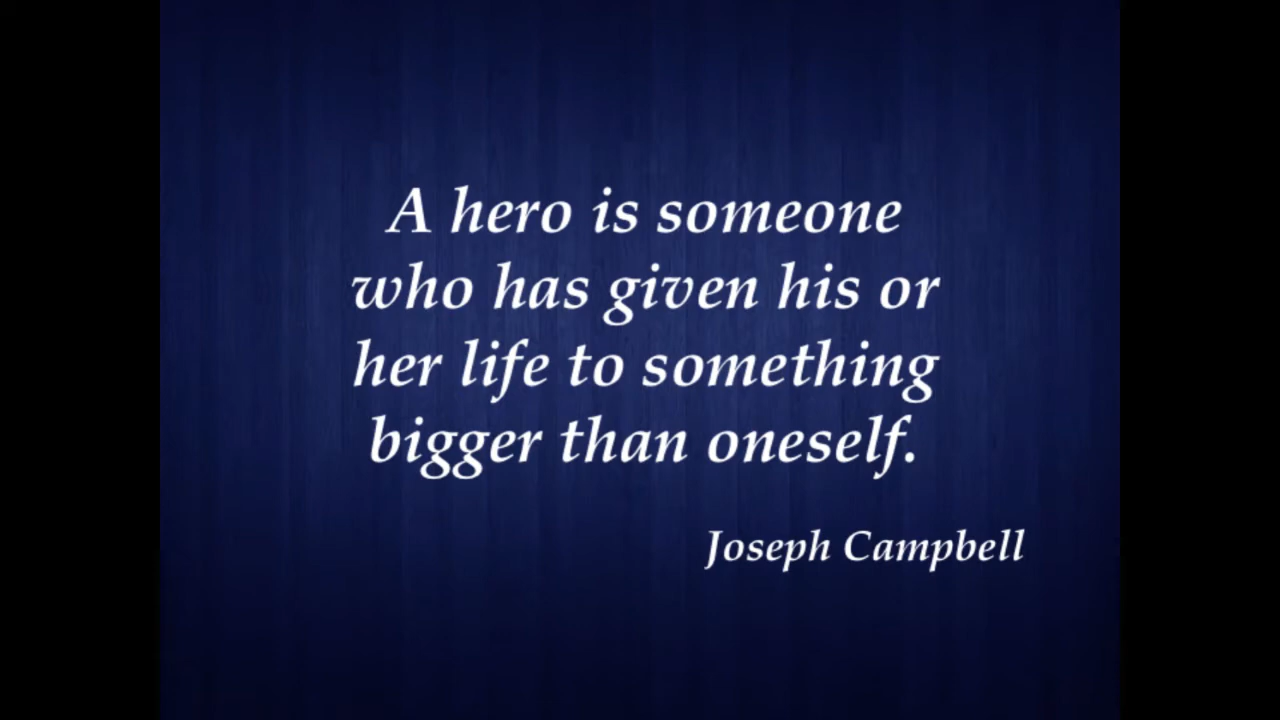 A hero is someone
who has given his or
her life to something
bigger than oneself.
Joseph Campbell